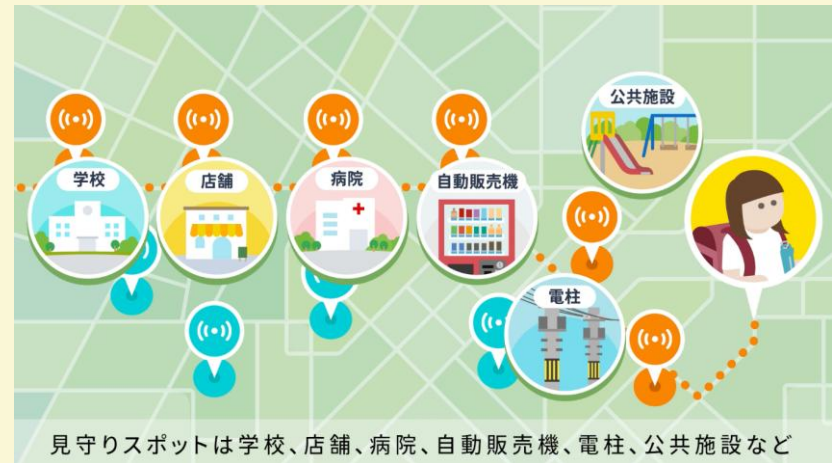 学校
店舗
病院
自動販売機
公共施設
電柱
見守りスポットは学校、店舗、病院、自動販売機、電柱、公共施設など